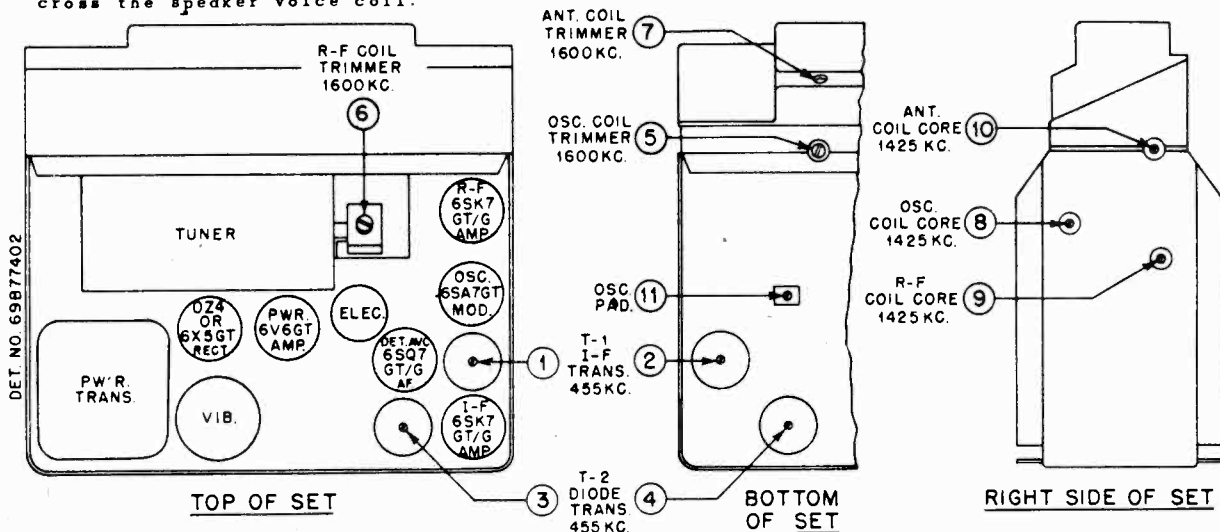 cross the speaker voice coil.
R-F COIL
TRIMMER
1600KC.
6
TUNER
R-F
6SK7
GT/G
AMP.
OSC.
6SA7GT
MOD.
OZ4
OR
6X5GT
RECT.
PWR.
6V6GT
AMP.
ELEC.
DET. AVC
6SQ7
GT/G
AF
I-F
6SK7
GT/G
AMP
PW'R.
TRANS.
VIB.
DET. NO. 69B77402
TOP OF SET
ANT. COIL
TRIMMER
1600KC.
7
OSC. COIL
TRIMMER
1600KC.
5
OSC.
PAD.
11
1
T-1
I-F
TRANS.
455KC.
2
3
T-2
DIODE
TRANS.
455KC.
4
BOTTOM
OF SET
ANT.
COIL CORE
1425 KC.
10
OSC.
COIL CORE
1425KC.
8
R-F
COIL CORE
1425 KC.
9
RIGHT SIDE OF SET